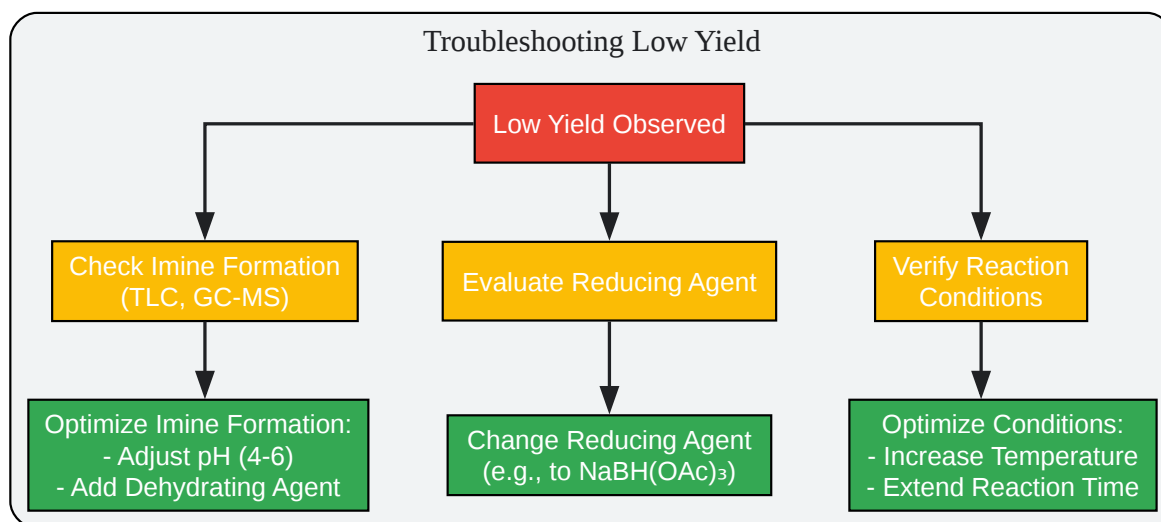 Troubleshooting Low Yield
Low Yield Observed
Check Imine Formation
(TLC, GC-MS)
Evaluate Reducing Agent
Verify Reaction
Conditions
Optimize Imine Formation:
- Adjust pH (4-6)
- Add Dehydrating Agent
Change Reducing Agent
(e.g., to NaBH(OAc)₃)
Optimize Conditions:
- Increase Temperature
- Extend Reaction Time